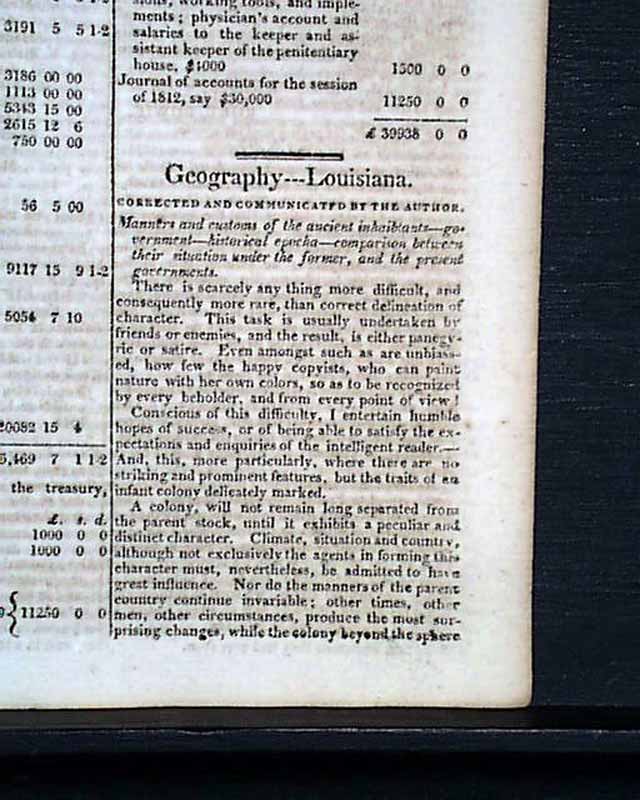 3191 5 5 1-2
3186 00 00
1113 00 00
5343 15 00
2615 12 6
750 00 00
56 5 00
9117 15 9 1-2
5054 7 10
20082 15 4
5,469 7 1 1-2
the treasury,
£. s. d.
1000 0 0
1000 0 0
11250 0 0
sions, working tools, and imple-
ments; physician's account and
salaries to the keeper and as-
sistant keeper of the penitentiary
house, $4000 1500 0 0
Journal of accounts for the session
of 1812, say $30,000 11250 0 0
£ 39938 0 0
Geography---Louisiana.
CORRECTED AND COMMUNICATED BY THE AUTHOR.
Manners and customs of the ancient inhabitants—go-
vernment—historical epocha—comparison between
their situation under the former, and the present
governments.
There is scarcely any thing more difficult, and
consequently more rare, than correct delineation of
character. This task is usually undertaken by
friends or enemies, and the result, is either panegy-
ric or satire. Even amongst such as are unbiass-
ed, how few the happy copyists, who can paint
nature with her own colors, so as to be recognized
by every beholder, and from every point of view!
Conscious of this difficulty, I entertain humble
hopes of success, or of being able to satisfy the ex-
pectations and enquiries of the intelligent reader.—
And, this, more particularly, where there are no
striking and prominent features, but the traits of an
infant colony delicately marked.
A colony, will not remain long separated from
the parent stock, until it exhibits a peculiar and
distinct character. Climate, situation and country,
although not exclusively the agents in forming this
character must, nevertheless, be admitted to have
great influence. Nor do the manners of the parent
country continue invariable; other times, other
men, other circumstances, produce the most sur-
prising changes, while the colony beyond the sphere